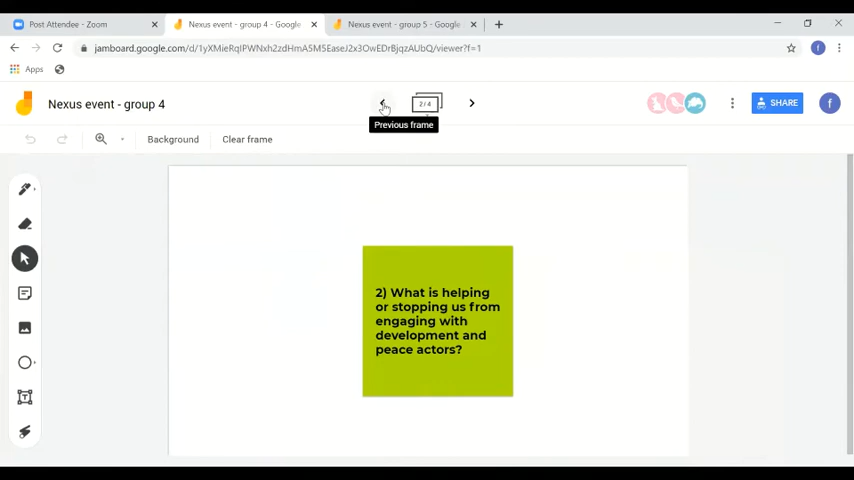 Post Attendee - Zoom
Nexus event - group 4 - Google
Nexus event - group 5 - Google
jamboard.google.com/d/1yXMieRqIPWNxh2zdHmA5M5EaseJ2x3OwEDrBjqzAUbQ/viewer?f=1
f
Apps
Nexus event - group 4
2/4
SHARE
f
Previous frame
Background
Clear frame
2) What is helping
or stopping us from
engaging with
development and
peace actors?